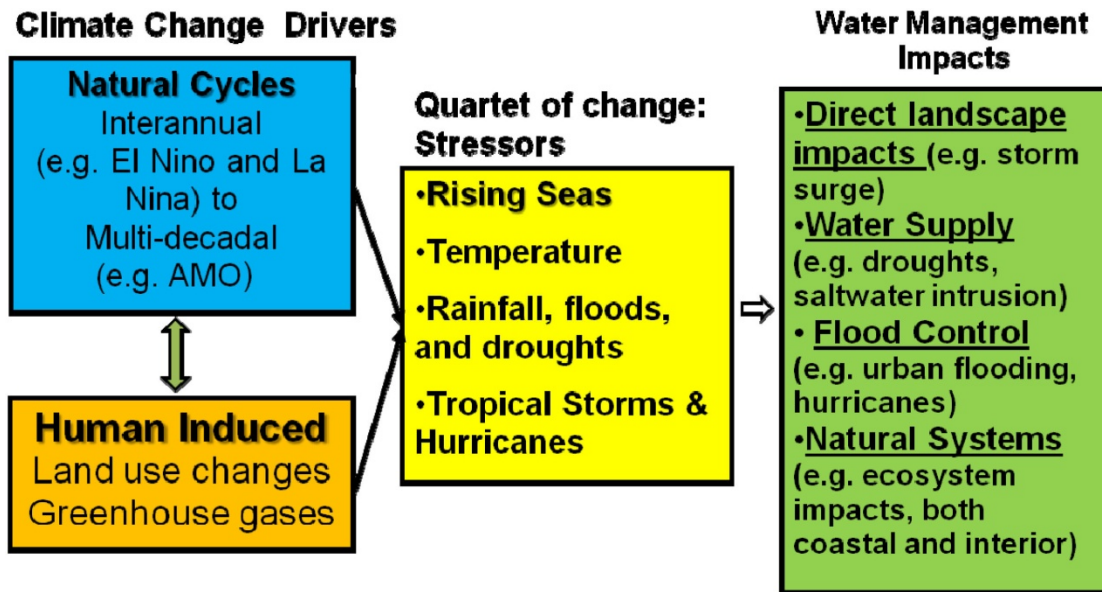 Climate Change Drivers
Natural Cycles
Interannual
(e.g. El Nino and La
Nina) to
Multi-decadal
(e.g. AMO)
Human Induced
Land use changes
Greenhouse gases
Quartet of change:
Stressors
•Rising Seas
•Temperature
•Rainfall, floods,
and droughts
•Tropical Storms &
Hurricanes
Water Management
Impacts
•Direct landscape
impacts (e.g. storm
surge)
•Water Supply
(e.g. droughts,
saltwater intrusion)
• Flood Control
(e.g. urban flooding,
hurricanes)
•Natural Systems
(e.g. ecosystem
impacts, both
coastal and interior)